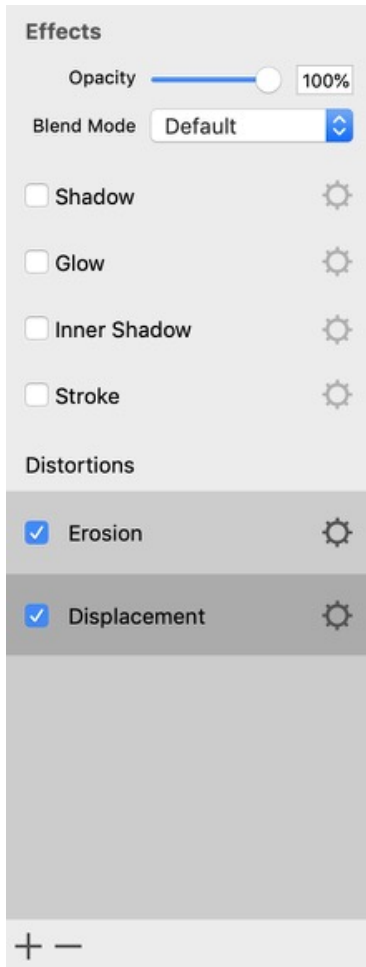 Effects
Opacity 100%
Blend Mode Default
Shadow
Glow
Inner Shadow
Stroke
Distortions
Erosion
Displacement